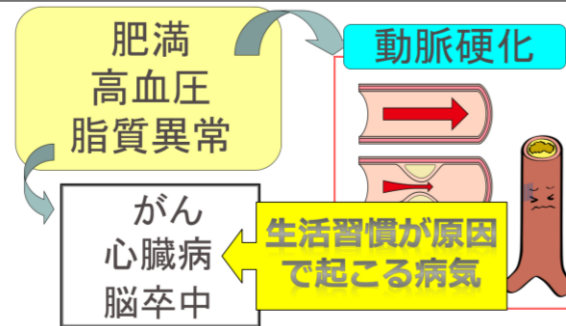 肥満
高血圧
脂質異常
動脈硬化
がん
心臓病
脳卒中
生活習慣が原因
で起こる病気